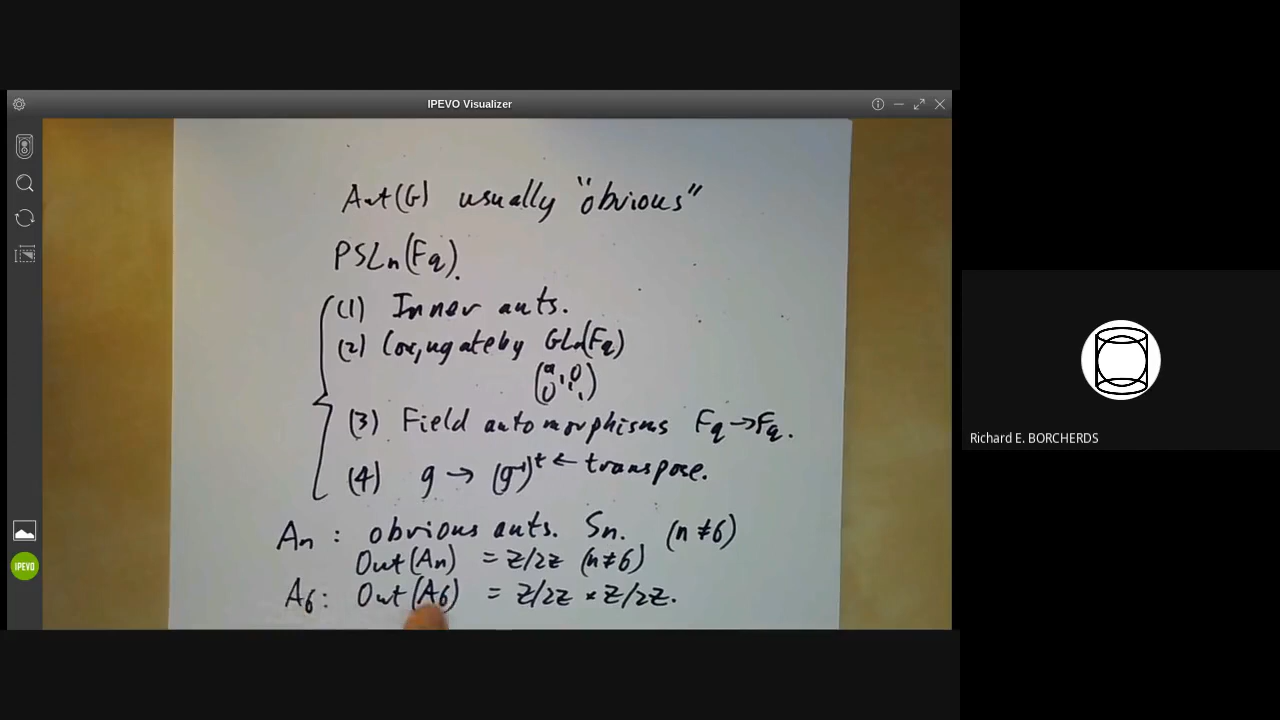 IPEVO Visualizer
Aut(G) usually "obvious"
PSLn(Fq).
(1) Inner auts.
(2) Conjugate by GLn(Fq)
(a 0
0 1)
(3) Field automorphisms Fq→Fq.
(4) g → (g⁻¹)ᵗ ← transpose.
An : obvious auts. Sn. (n≠6)
Out(An) = Z/2Z (n≠6)
A6: Out(A6) = Z/2Z × Z/2Z.
IPEVO
Richard E. BORCHERDS